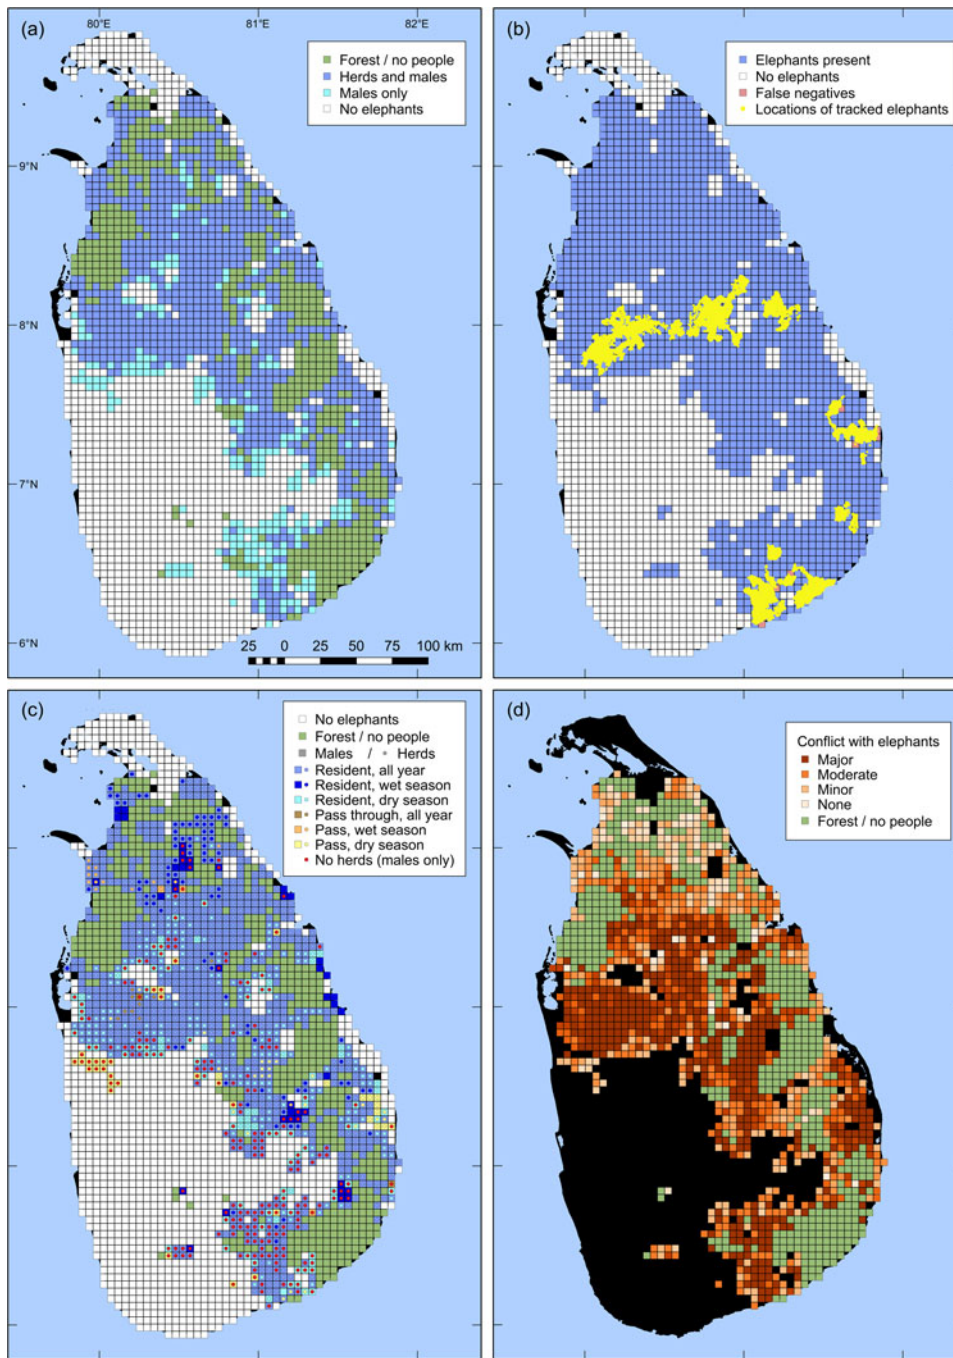 80°E 81°E 82°E
(a)
Forest / no people
Herds and males
Males only
No elephants
9°N
8°N
7°N
6°N
25 0 25 50 75 100 km
(b)
Elephants present
No elephants
False negatives
Locations of tracked elephants
(c)
No elephants
Forest / no people
Males / Herds
Resident, all year
Resident, wet season
Resident, dry season
Pass through, all year
Pass, wet season
Pass, dry season
No herds (males only)
(d)
Conflict with elephants
Major
Moderate
Minor
None
Forest / no people